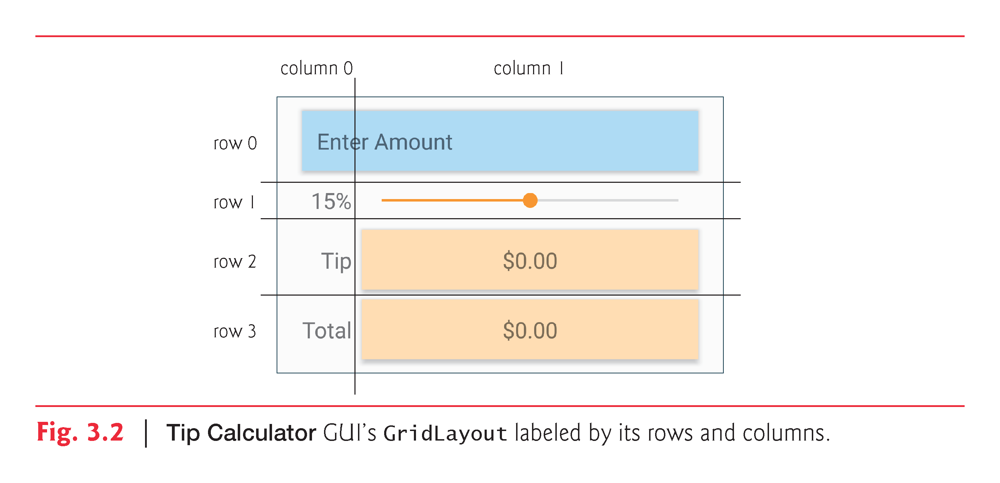 column 0 column 1
row 0 Enter Amount
row 1 15%
row 2 Tip $0.00
row 3 Total $0.00
Fig. 3.2 | Tip Calculator GUI’s GridLayout labeled by its rows and columns.